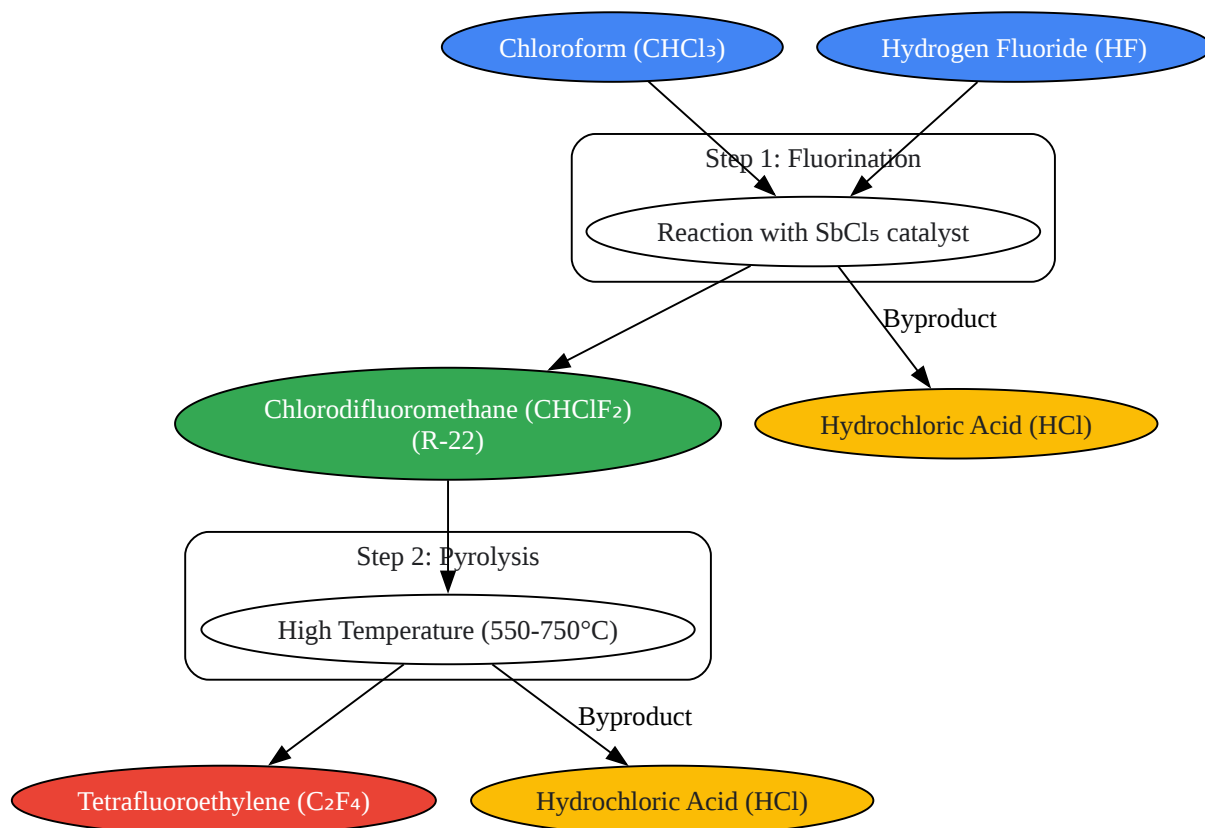 Chloroform (CHCl₃)
Hydrogen Fluoride (HF)
Step 1: Fluorination
Reaction with SbCl₅ catalyst
Byproduct
Chlorodifluoromethane (CHClF₂)
(R-22)
Hydrochloric Acid (HCl)
Step 2: Pyrolysis
High Temperature (550-750°C)
Byproduct
Tetrafluoroethylene (C₂F₄)
Hydrochloric Acid (HCl)